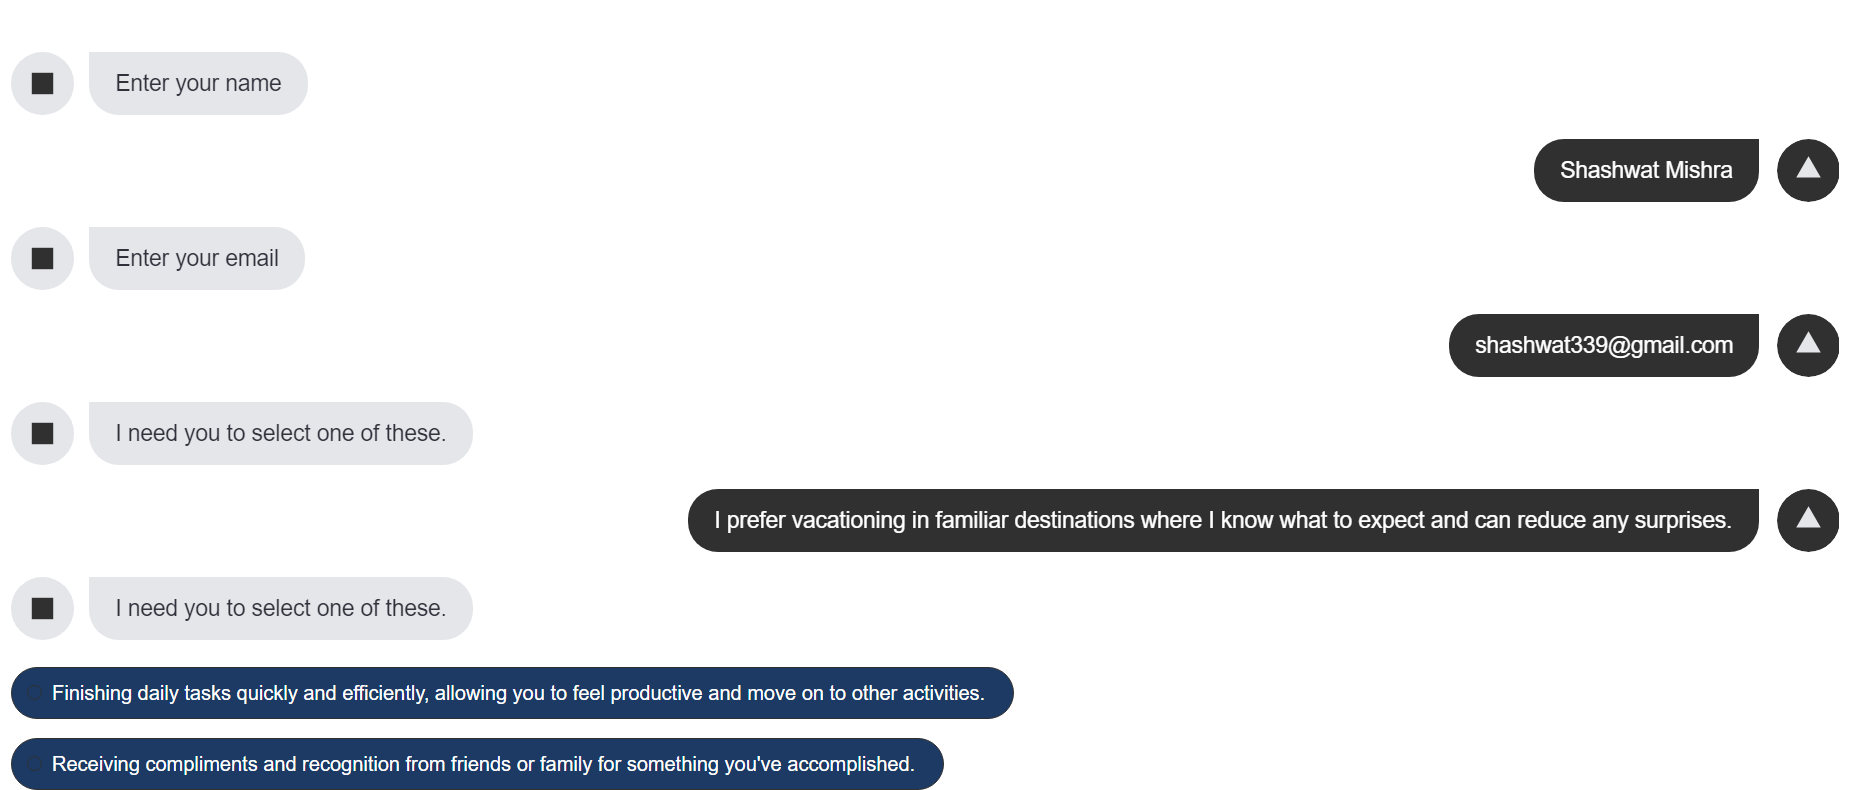 Enter your name
Shashwat Mishra
Enter your email
shashwat339@gmail.com
I need you to select one of these.
I prefer vacationing in familiar destinations where I know what to expect and can reduce any surprises.
I need you to select one of these.
Finishing daily tasks quickly and efficiently, allowing you to feel productive and move on to other activities.
Receiving compliments and recognition from friends or family for something you've accomplished.